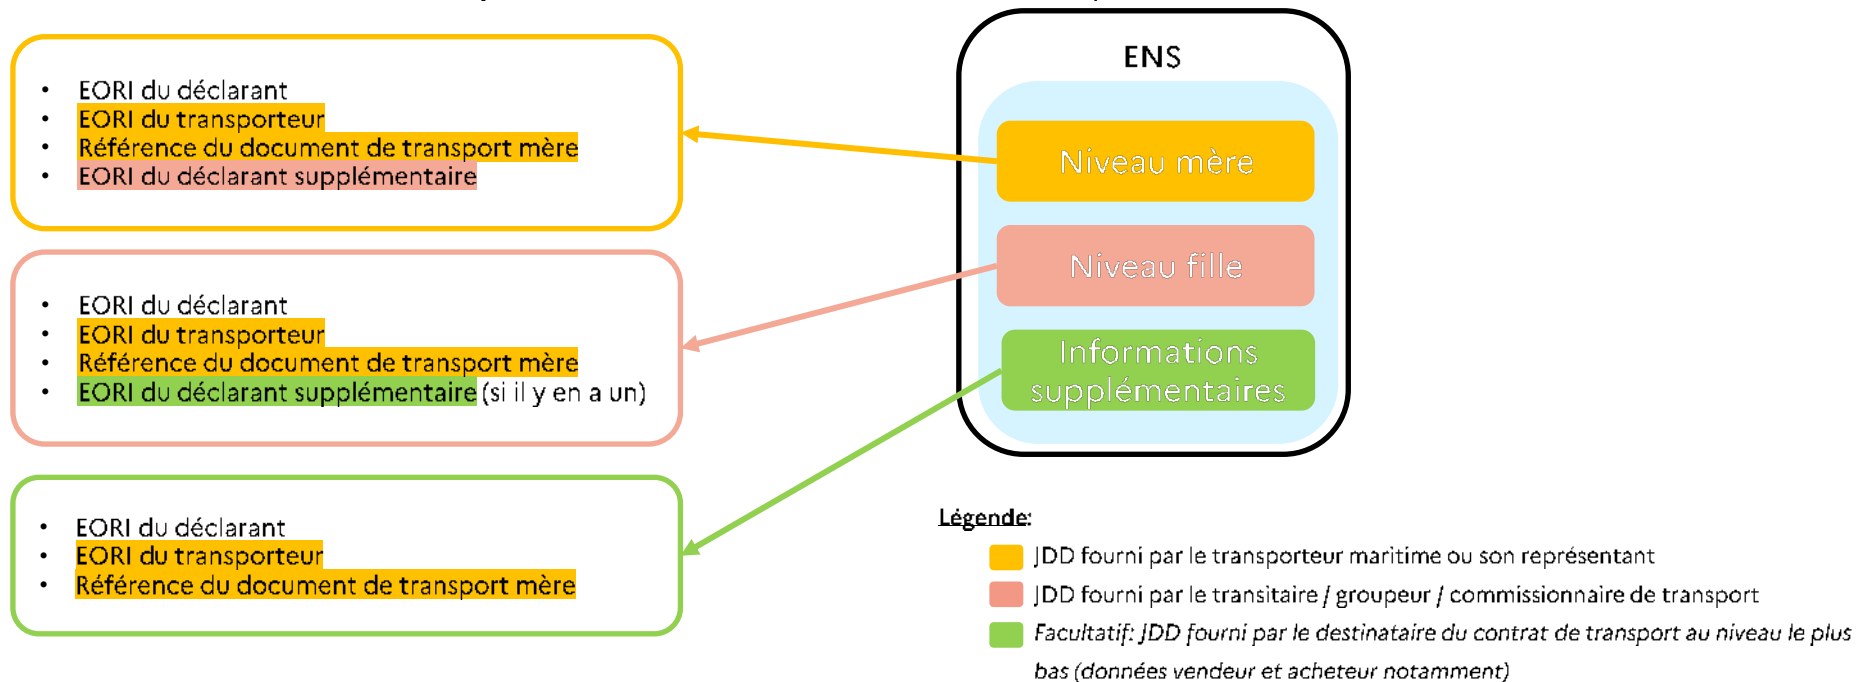 • EORI du déclarant
• EORI du transporteur
• Référence du document de transport mère
• EORI du déclarant supplémentaire
• EORI du déclarant
• EORI du transporteur
• Référence du document de transport mère
• EORI du déclarant supplémentaire (si il y en a un)
• EORI du déclarant
• EORI du transporteur
• Référence du document de transport mère
ENS
Niveau mère
Niveau fille
Informations
supplémentaires
Légende:
JDD fourni par le transporteur maritime ou son représentant
JDD fourni par le transitaire / groupeur / commissionnaire de transport
Facultatif: JDD fourni par le destinataire du contrat de transport au niveau le plus
bas (données vendeur et acheteur notamment)